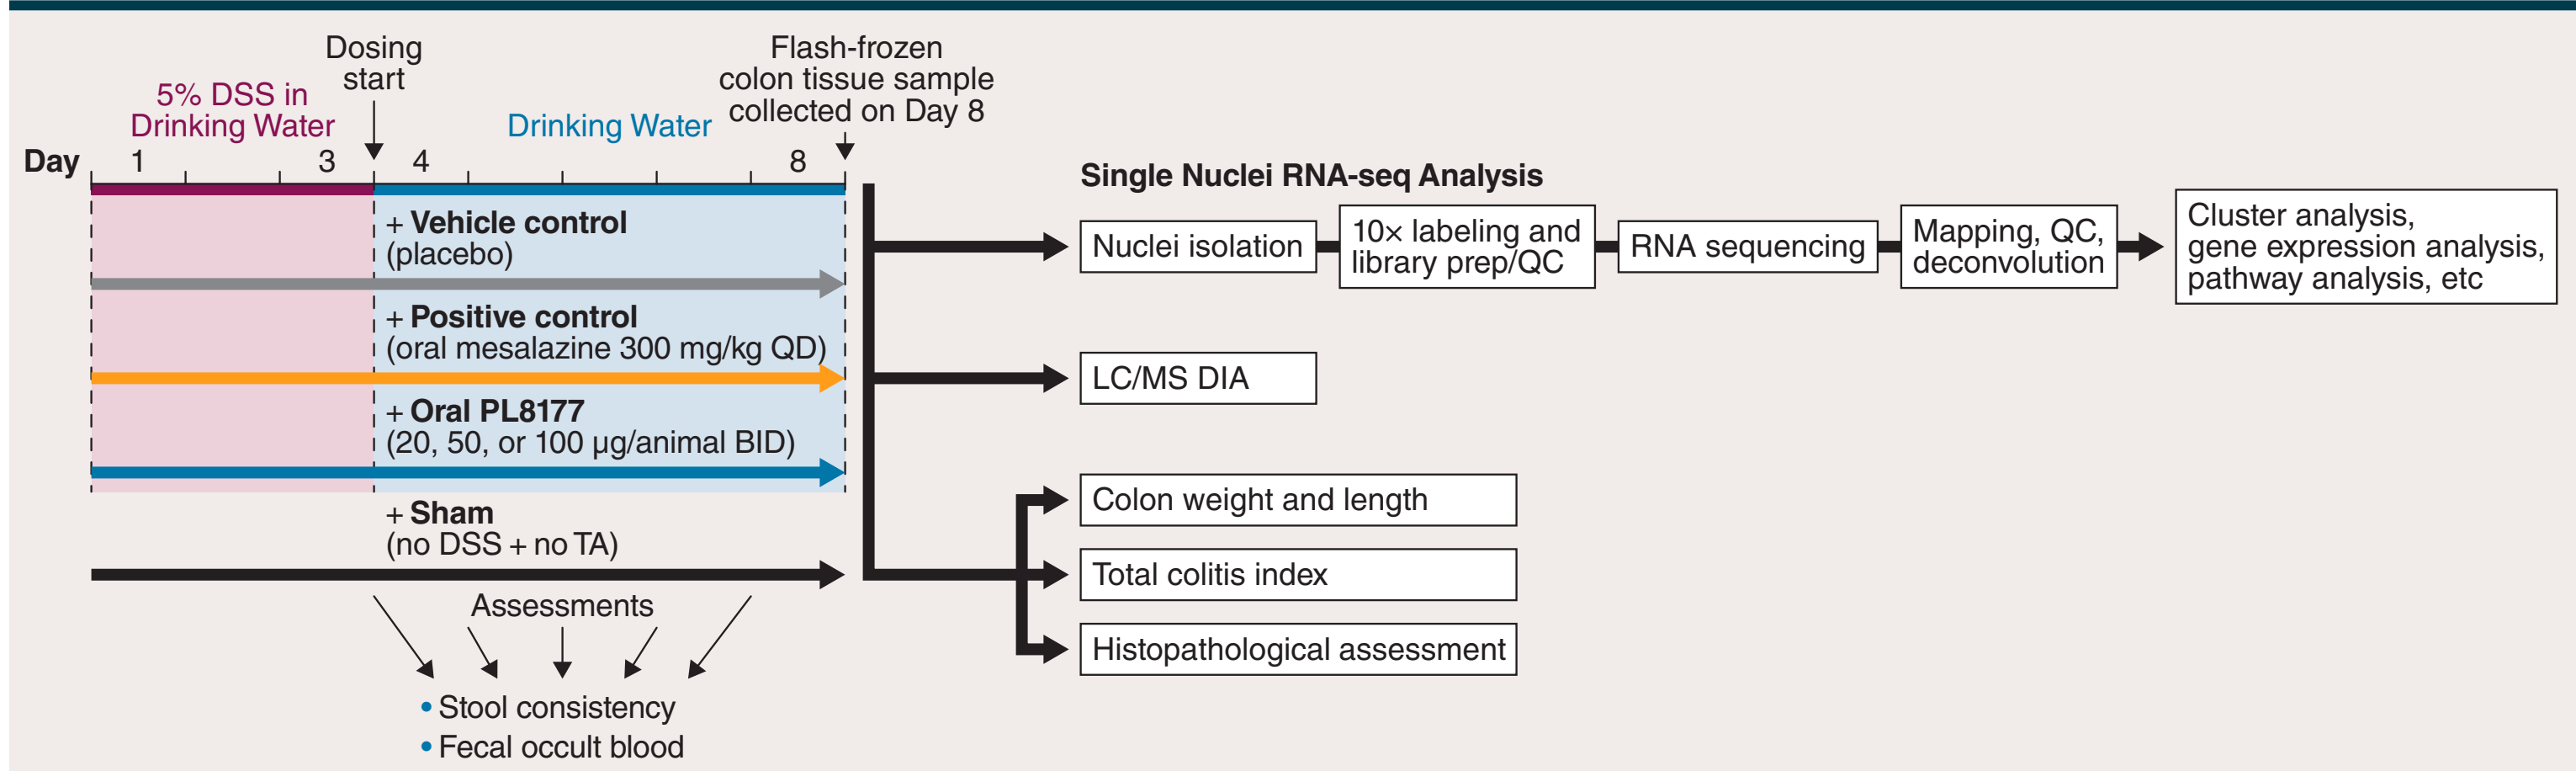 Dosing
start
Flash-frozen
colon tissue sample
collected on Day 8
5% DSS in
Drinking Water
Drinking Water
Day 1 3 4 8
+ Vehicle control
(placebo)
+ Positive control
(oral mesalazine 300 mg/kg QD)
+ Oral PL8177
(20, 50, or 100 µg/animal BID)
+ Sham
(no DSS + no TA)
Assessments
• Stool consistency
• Fecal occult blood
Single Nuclei RNA-seq Analysis
Nuclei isolation
10× labeling and
library prep/QC
RNA sequencing
Mapping, QC,
deconvolution
Cluster analysis,
gene expression analysis,
pathway analysis, etc
LC/MS DIA
Colon weight and length
Total colitis index
Histopathological assessment